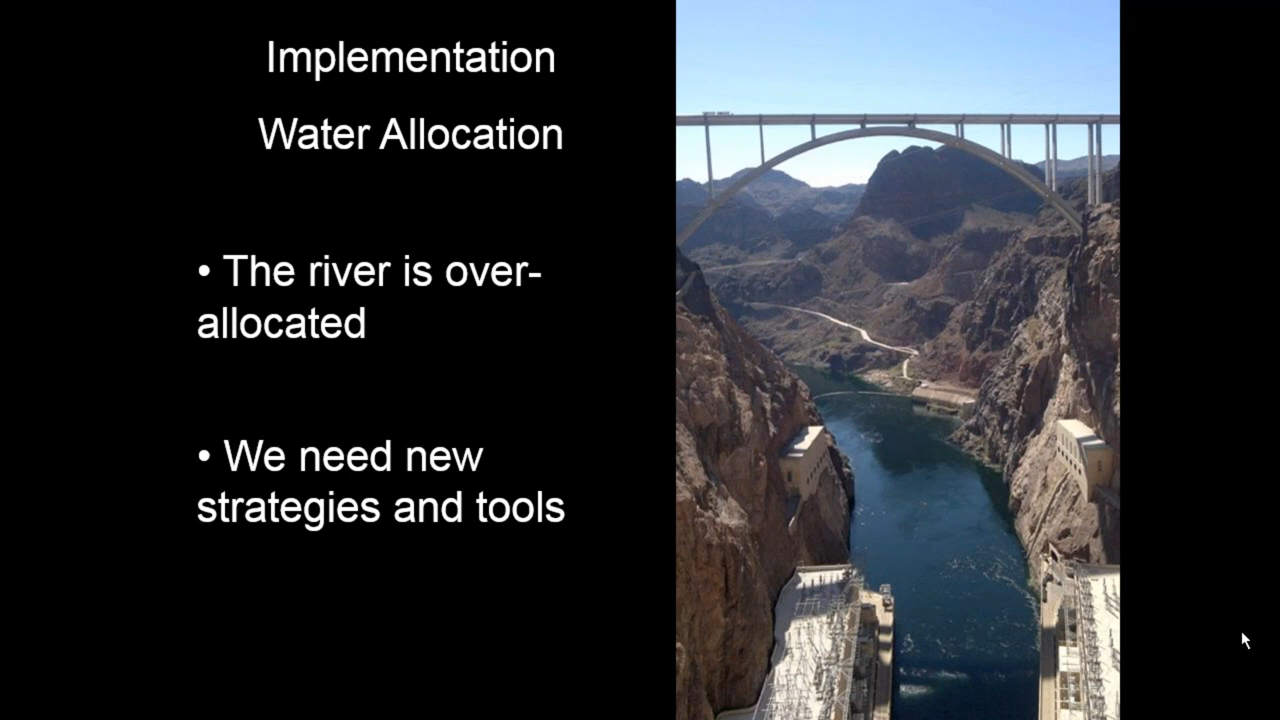 Implementation
Water Allocation
• The river is over-
allocated
• We need new
strategies and tools